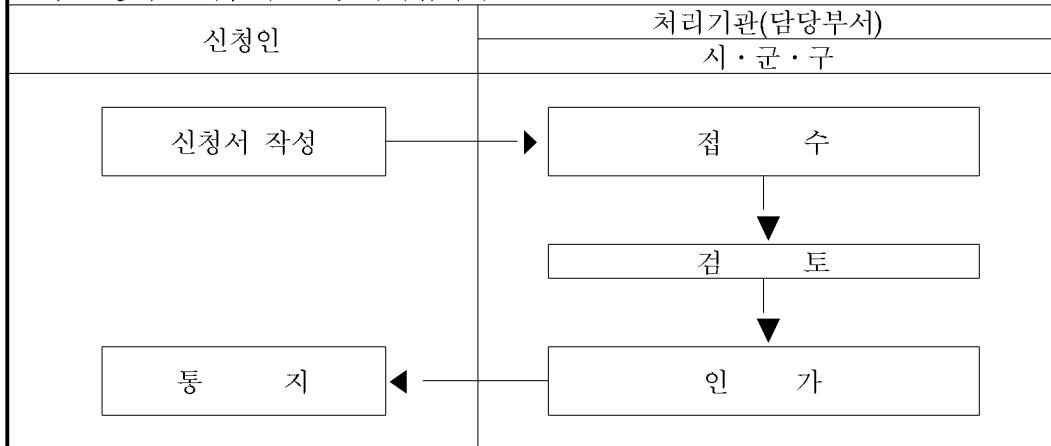 신청인
처리기관(담당부서)
시·군·구
신청서 작성
접 수
검 토
통 지
인 가